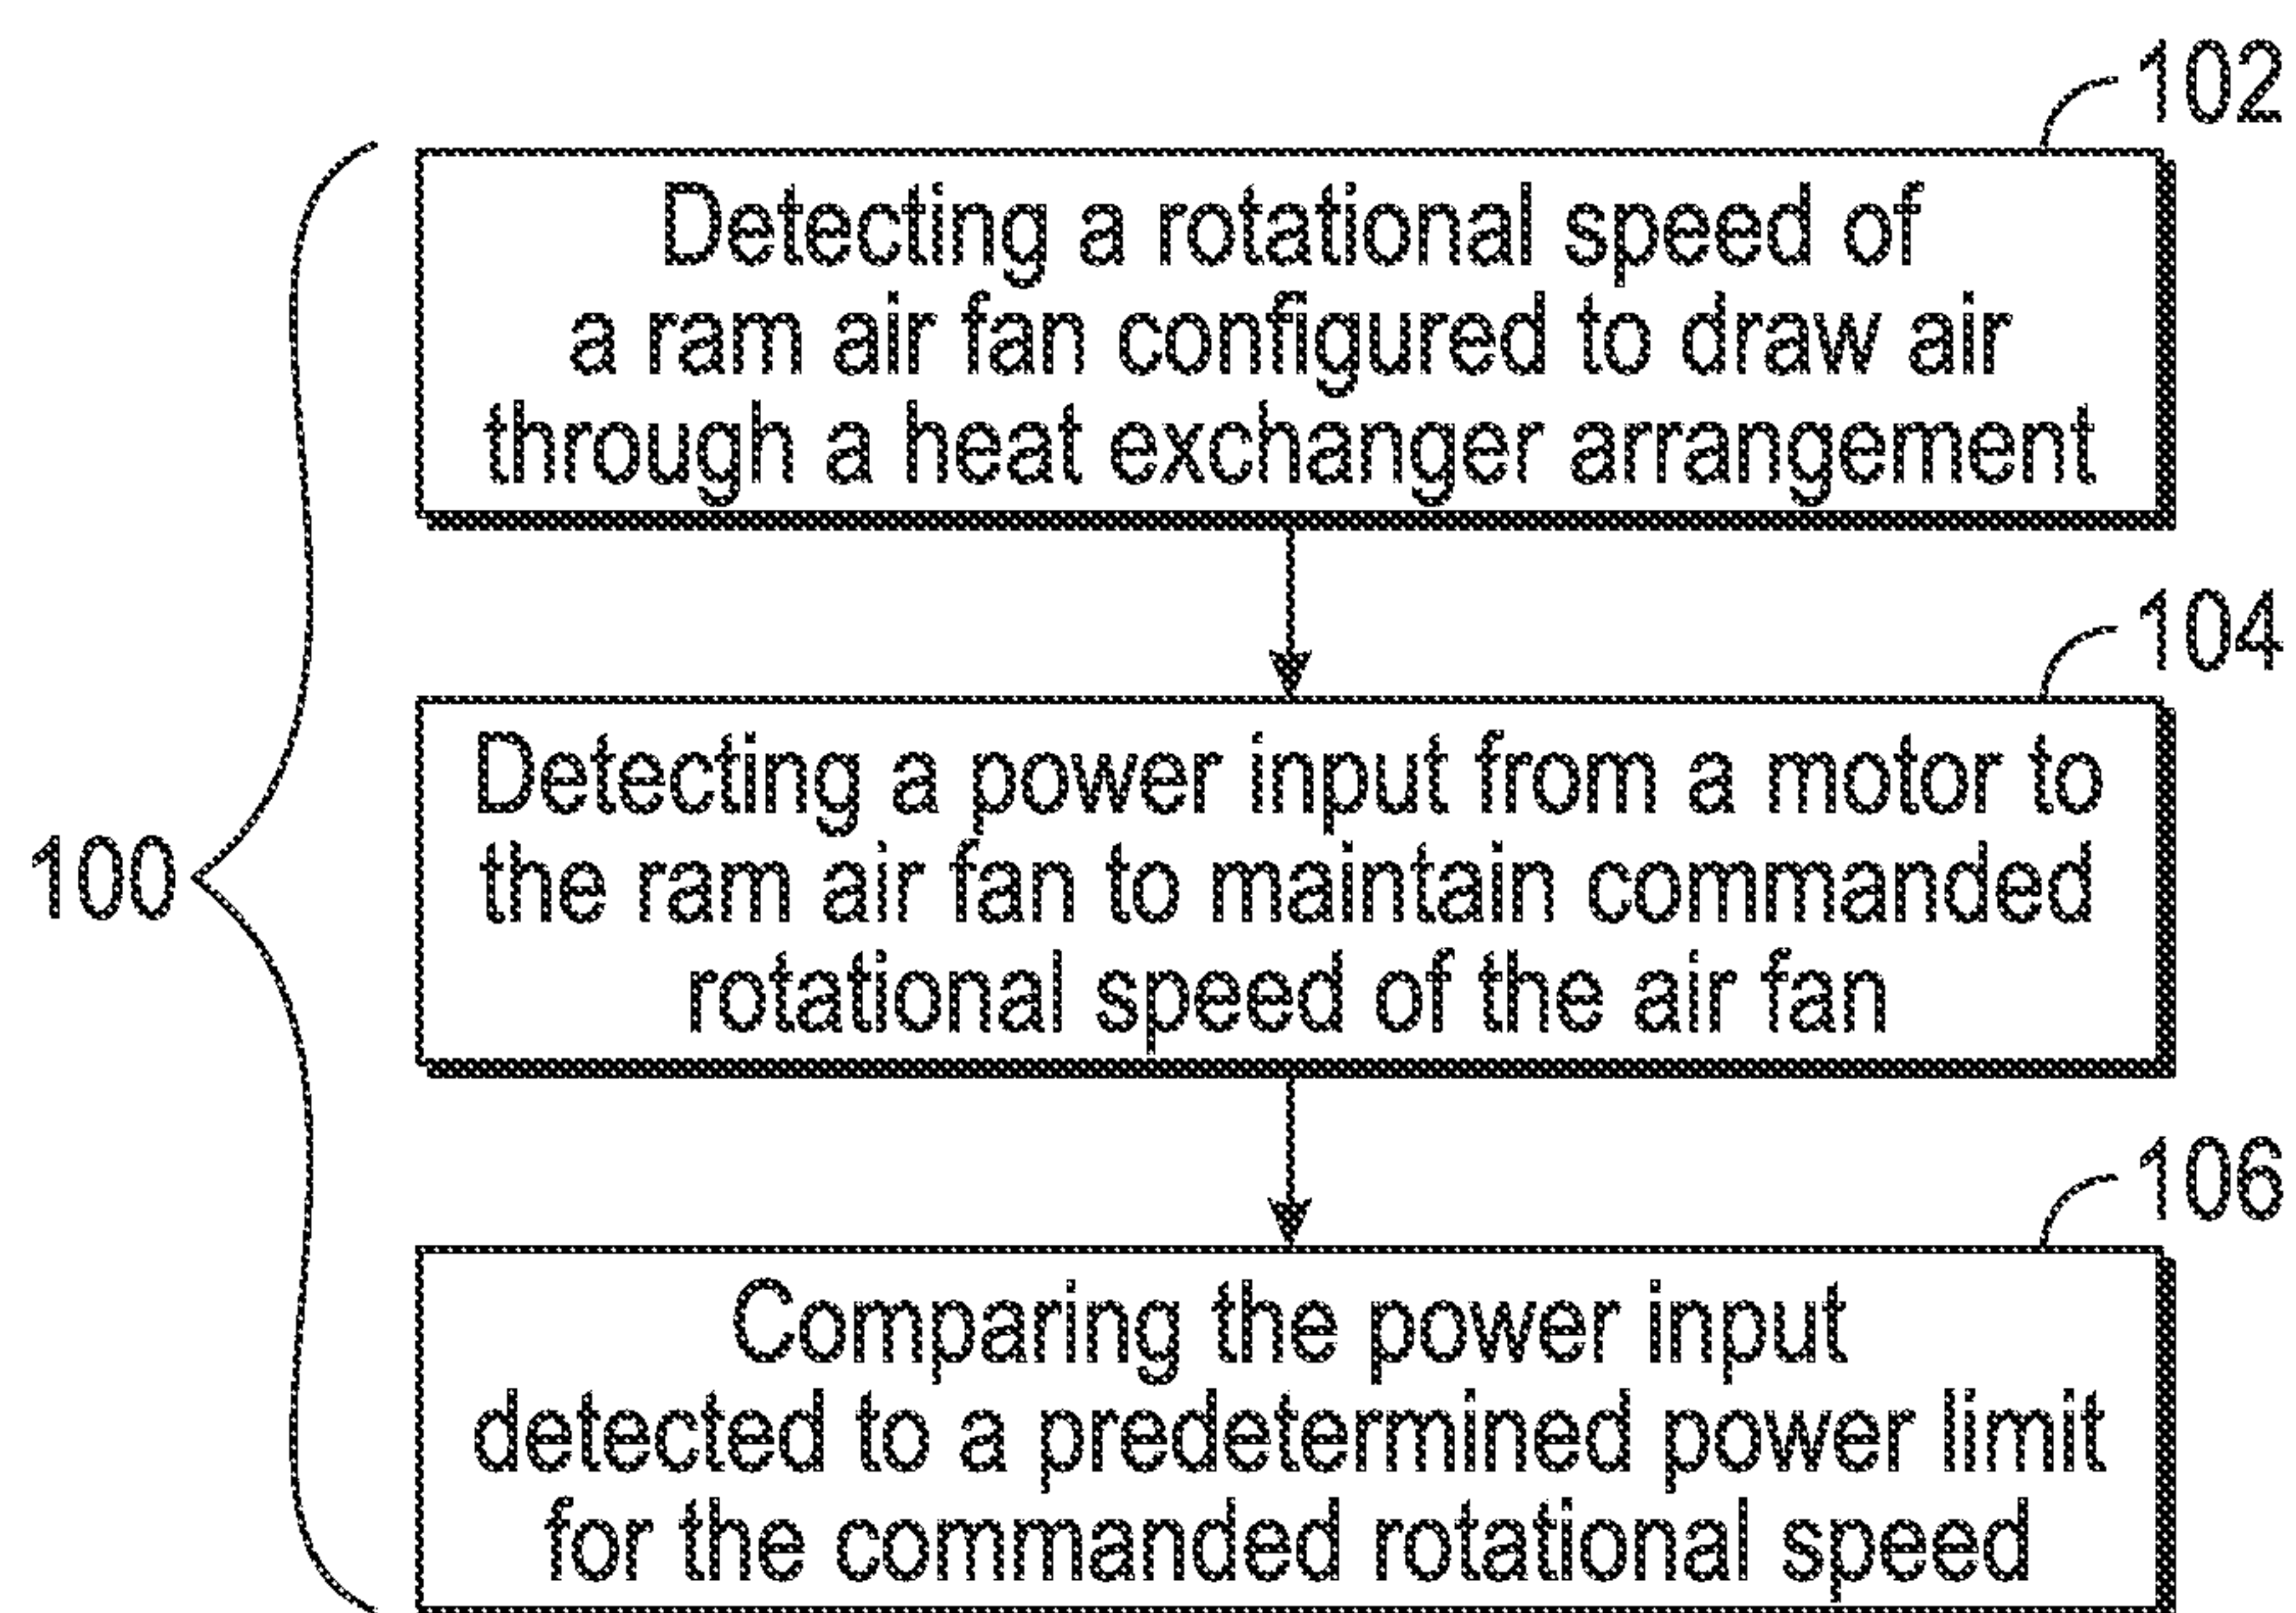 102
Detecting a rotational speed of
a ram air fan configured to draw air
through a heat exchanger arrangement
104
Detecting a power input from a motor to
the ram air fan to maintain commanded
rotational speed of the air fan
100
106
Comparing the power input
detected to a predetermined power limit
for the commanded rotational speed